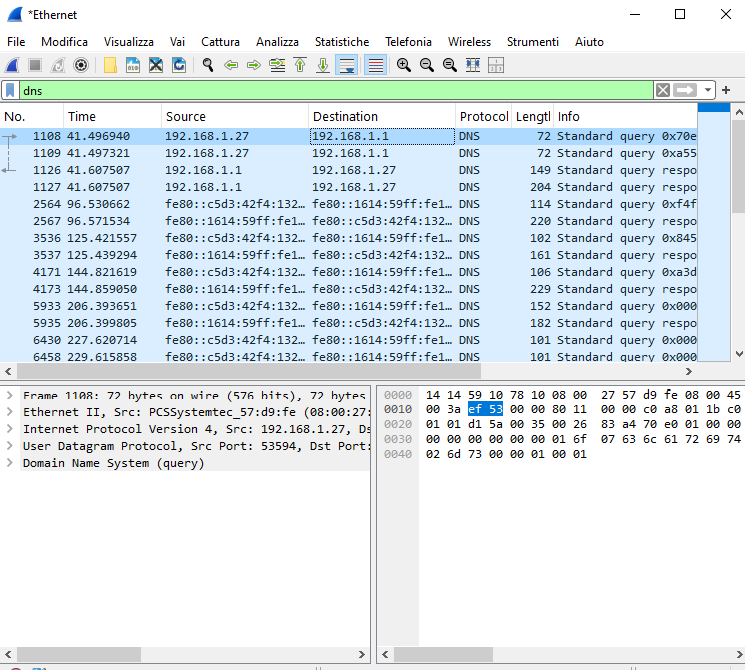 *Ethernet
File Modifica Visualizza Vai Cattura Analizza Statistiche Telefonia Wireless Strumenti Aiuto
dns
No. Time Source Destination Protocol Lengtl Info
1108 41.496940 192.168.1.27 192.168.1.1 DNS 72 Standard query 0x70e
1109 41.497321 192.168.1.27 192.168.1.1 DNS 72 Standard query 0xa55
1126 41.607507 192.168.1.1 192.168.1.27 DNS 149 Standard query respo
1127 41.607507 192.168.1.1 192.168.1.27 DNS 204 Standard query respo
2564 96.530662 fe80::c5d3:42f4:132… fe80::1614:59ff:fe1… DNS 114 Standard query 0xf4f
2567 96.571534 fe80::1614:59ff:fe1… fe80::c5d3:42f4:132… DNS 220 Standard query respo
3536 125.421557 fe80::c5d3:42f4:132… fe80::1614:59ff:fe1… DNS 102 Standard query 0x845
3537 125.439294 fe80::1614:59ff:fe1… fe80::c5d3:42f4:132… DNS 161 Standard query respo
4171 144.821619 fe80::c5d3:42f4:132… fe80::1614:59ff:fe1… DNS 106 Standard query 0xa3d
4173 144.859050 fe80::1614:59ff:fe1… fe80::c5d3:42f4:132… DNS 229 Standard query respo
5933 206.393651 fe80::c5d3:42f4:132… fe80::1614:59ff:fe1… DNS 152 Standard query 0x000
5935 206.399805 fe80::1614:59ff:fe1… fe80::c5d3:42f4:132… DNS 182 Standard query respo
6430 227.620714 fe80::c5d3:42f4:132… fe80::1614:59ff:fe1… DNS 101 Standard query 0x000
6458 229.615858 fe80::c5d3:42f4:132… fe80::1614:59ff:fe1… DNS 101 Standard query 0x000
Frame 1108: 72 bytes on wire (576 bits), 72 bytes
Ethernet II, Src: PCSSystemtec_57:d9:fe (08:00:27:
Internet Protocol Version 4, Src: 192.168.1.27, Ds
User Datagram Protocol, Src Port: 53594, Dst Port:
Domain Name System (query)
0000 14 14 59 10 78 10 08 00 27 57 d9 fe 08 00 45
0010 00 3a ef 53 00 00 80 11 00 00 c0 a8 01 1b c0
0020 01 01 d1 5a 00 35 00 26 83 a4 70 e0 01 00 00
0030 00 00 00 00 00 00 01 6f 07 63 6c 61 72 69 74
0040 02 6d 73 00 00 01 00 01